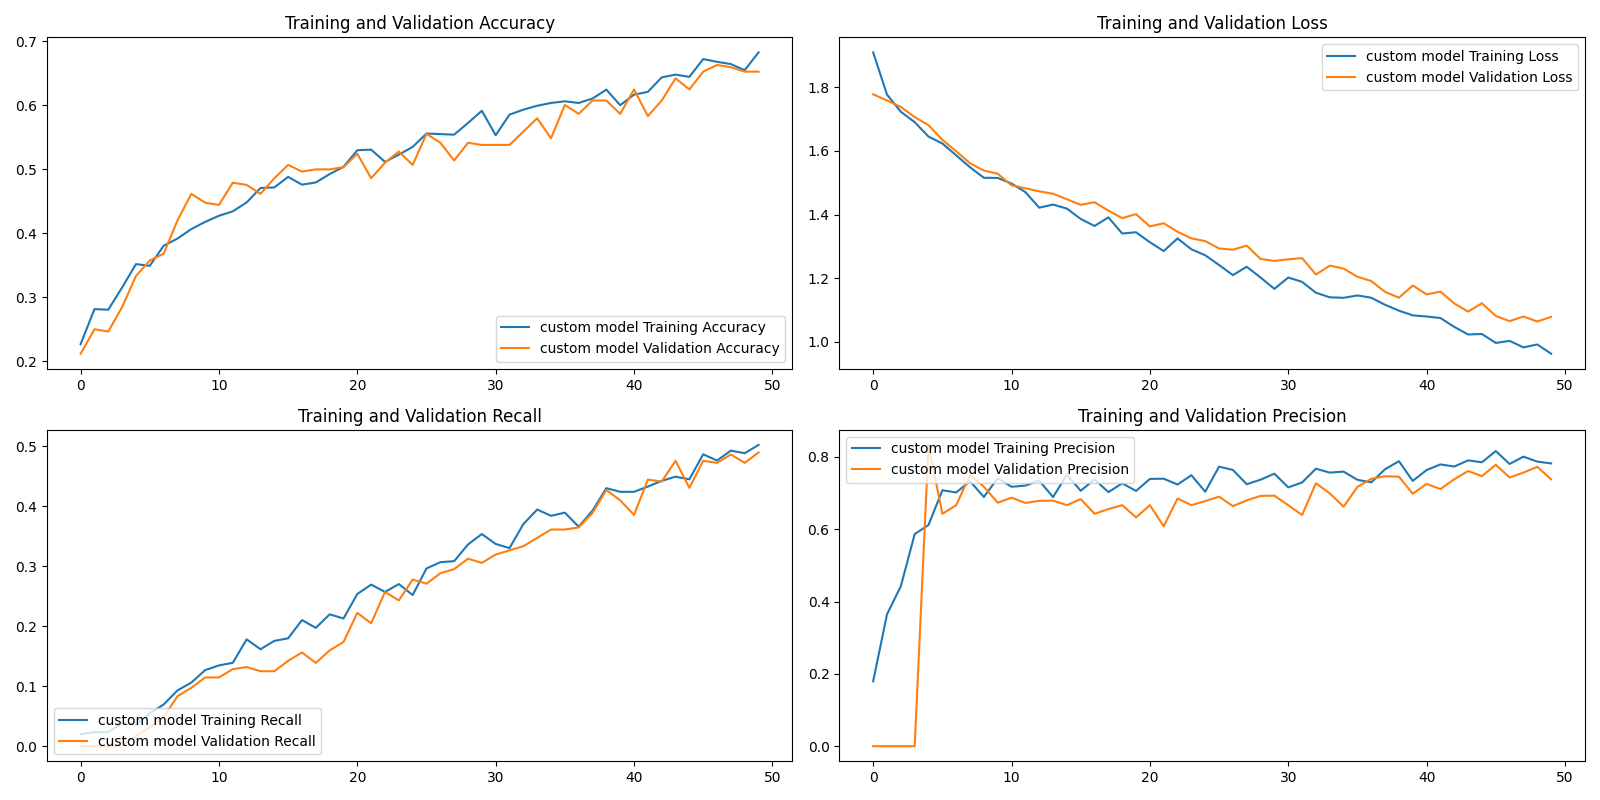 Training and Validation Accuracy
0.7
0.6
0.5
0.4
0.3
0.2
custom model Training Accuracy
custom model Validation Accuracy
0 10 20 30 40 50
Training and Validation Loss
custom model Training Loss
custom model Validation Loss
1.8
1.6
1.4
1.2
1.0
0 10 20 30 40 50
Training and Validation Recall
0.5
0.4
0.3
0.2
0.1
0.0
custom model Training Recall
custom model Validation Recall
0 10 20 30 40 50
Training and Validation Precision
custom model Training Precision
custom model Validation Precision
0.8
0.6
0.4
0.2
0.0
0 10 20 30 40 50